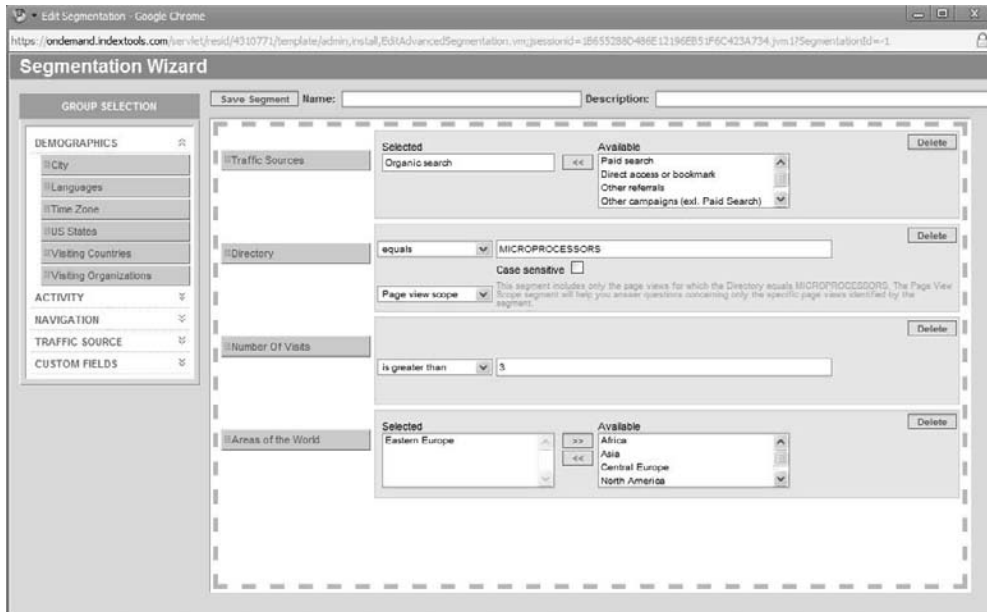 Edit Segmentation - Google Chrome
https://ondemand.indextools.com/servlet/resid/4310771/template/admin,install,EditAdvancedSegmentation.vm;jsessionid=
Segmentation Wizard
GROUP SELECTION
Save Segment Name: Description:
DEMOGRAPHICS
City
Languages
Time Zone
US States
Visiting Countries
Visiting Organizations
ACTIVITY
NAVIGATION
TRAFFIC SOURCE
CUSTOM FIELDS
Traffic Sources
Selected
Organic search
<<
Available
Paid search
Direct access or bookmark
Other referrals
Other campaigns (exl. Paid Search)
Delete
Directory
equals
MICROPROCESSORS
Delete
Case sensitive
Page view scope
This segment includes only the page views for which the Directory equals MICROPROCESSORS. The Page View
Scope segment will help you answer questions concerning only the specific page views identified by the
segment.
Number Of Visits
is greater than
3
Delete
Areas of the World
Selected
Eastern Europe
>>
<<
Available
Africa
Asia
Central Europe
North America
Delete